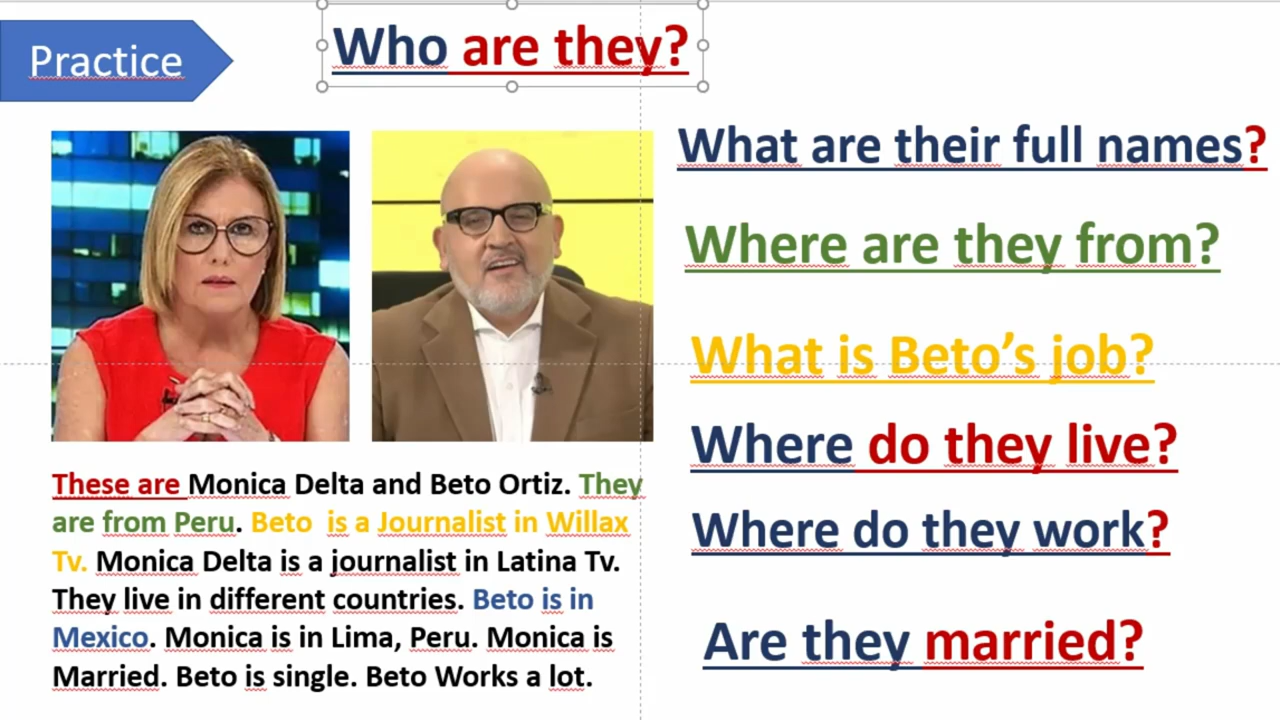 Practice
Who are they?
What are their full names?
Where are they from?
What is Beto’s job?
Where do they live?
Where do they work?
Are they married?
These are Monica Delta and Beto Ortiz. They
are from Peru. Beto is a Journalist in Willax
Tv. Monica Delta is a journalist in Latina Tv.
They live in different countries. Beto is in
Mexico. Monica is in Lima, Peru. Monica is
Married. Beto is single. Beto Works a lot.